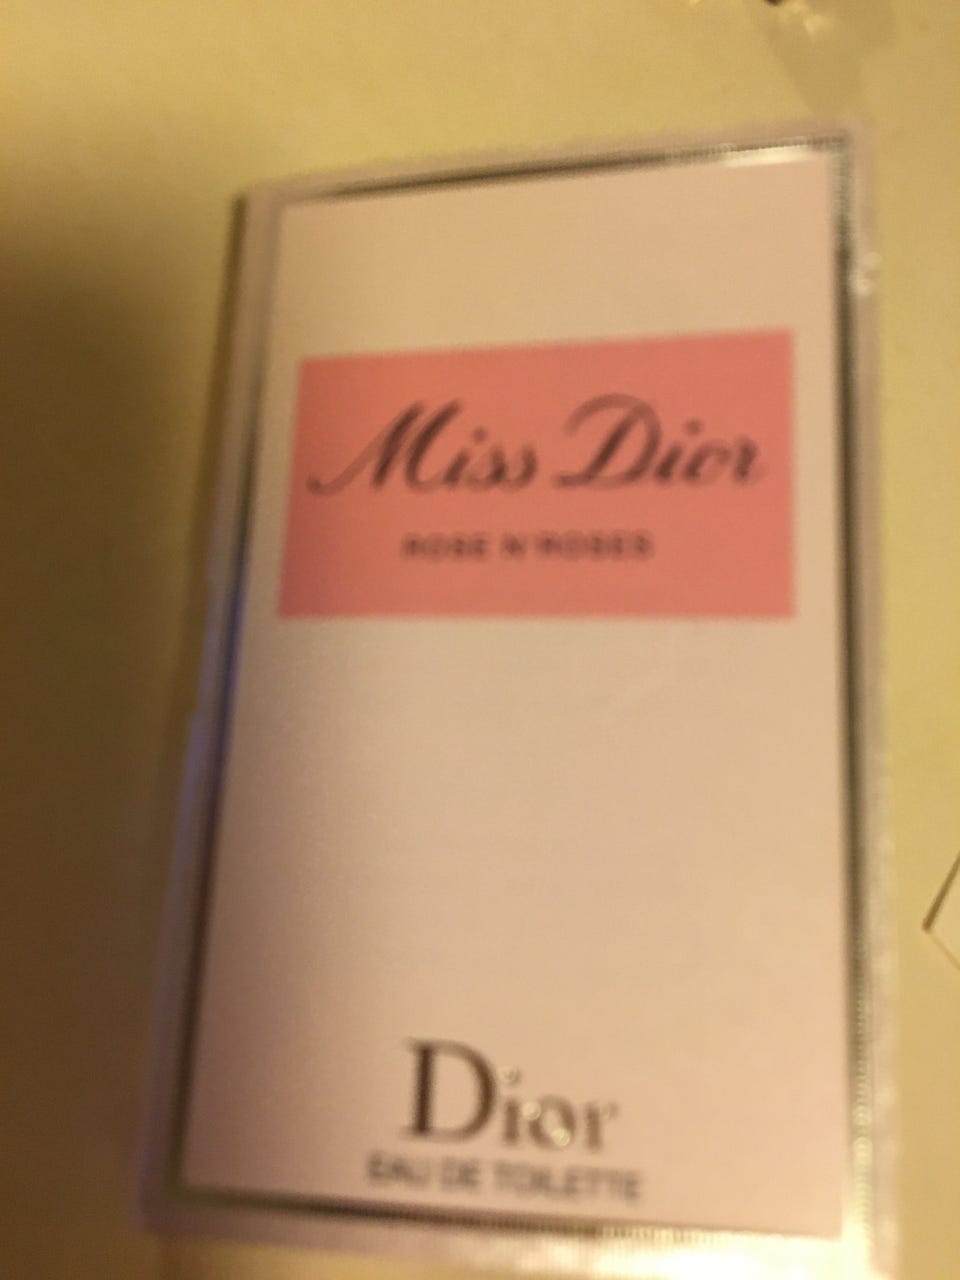 Miss Dior
ROSE N'ROSES
Dior
EAU DE TOILETTE